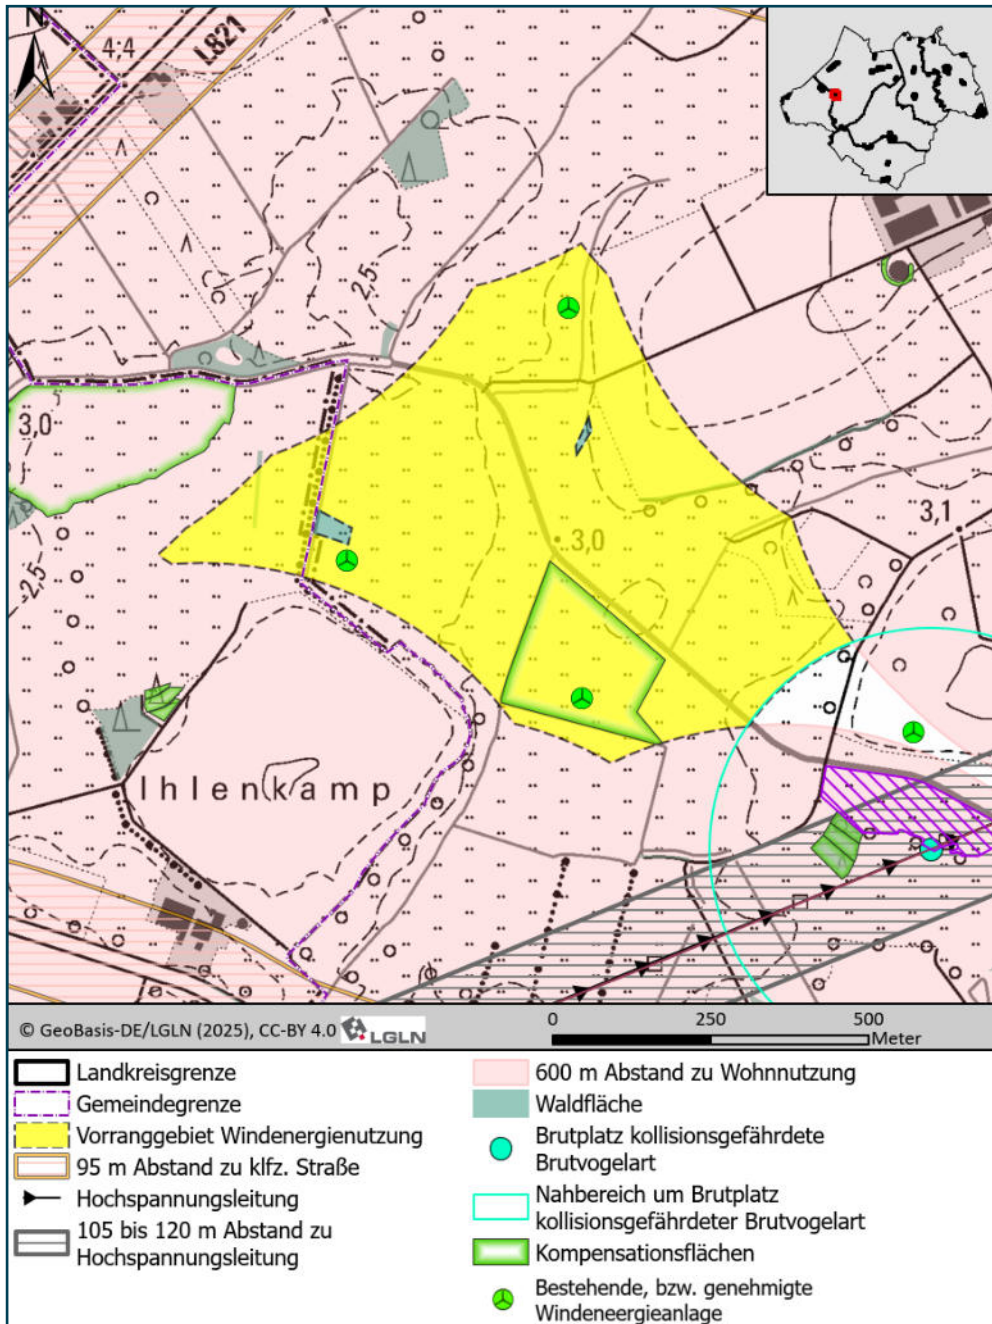 N
4:4
L821
2,5
3,0
3,0
3,1
2,5
Ihlenkamp
© GeoBasis-DE/LGLN (2025), CC-BY 4.0
LGLN
0 250 500
Meter
Landkreisgrenze
Gemeindegrenze
Vorranggebiet Windenergienutzung
95 m Abstand zu klfz. Straße
Hochspannungsleitung
105 bis 120 m Abstand zu
Hochspannungsleitung
600 m Abstand zu Wohnnutzung
Waldfläche
Brutplatz kollisionsgefährdete
Brutvogelart
Nahbereich um Brutplatz
kollisionsgefährdeter Brutvogelart
Kompensationsflächen
Bestehende, bzw. genehmigte
Windeneergieanlage